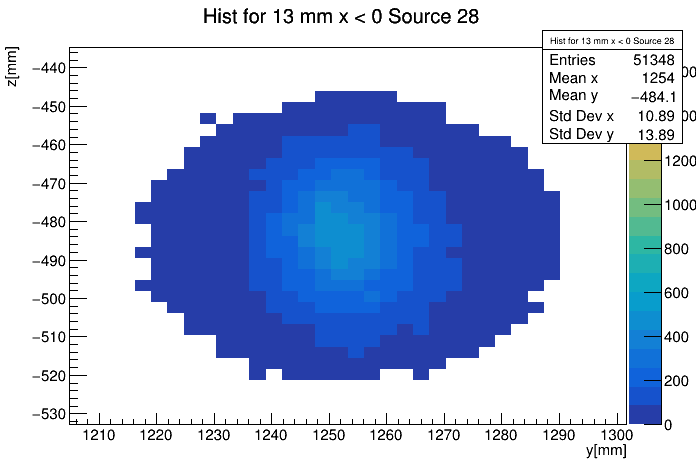 Hist for 13 mm x < 0 Source 28
z[mm]
Hist for 13 mm x < 0 Source 28
Entries 51348
Mean x 1254
Mean y −484.1
Std Dev x 10.89
Std Dev y 13.89
−440
−450
−460
−470
−480
−490
−500
−510
−520
−530
1210 1220 1230 1240 1250 1260 1270 1280 1290 1300
y[mm]
1200
1000
800
600
400
200
0